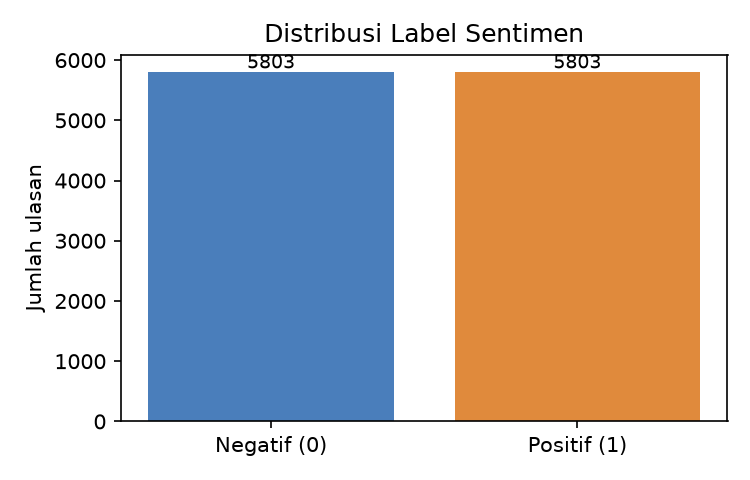 Distribusi Label Sentimen
Jumlah ulasan
6000
5000
4000
3000
2000
1000
0
5803
5803
Negatif (0)
Positif (1)